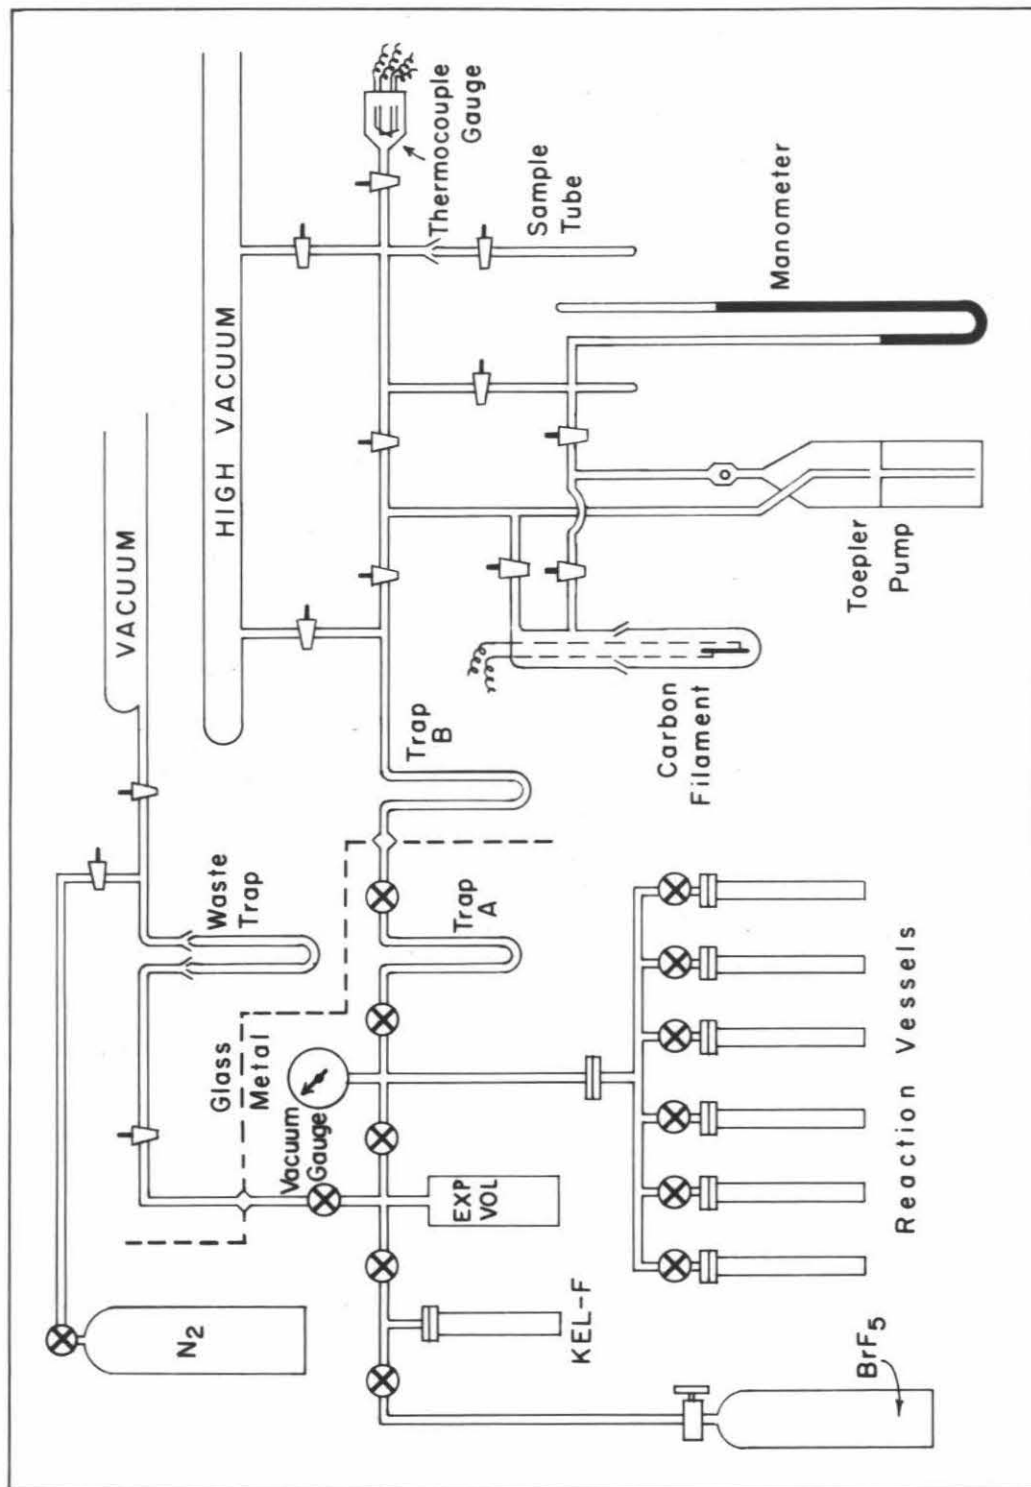 VACUUM
HIGH VACUUM
Thermocouple
Gauge
Sample
Tube
Manometer
Toepler
Pump
Carbon
Filament
Trap
B
Trap
A
Waste
Trap
Glass
Metal
Vacuum
Gauge
EXP
VOL
N2
KEL-F
BrF5
Reaction Vessels